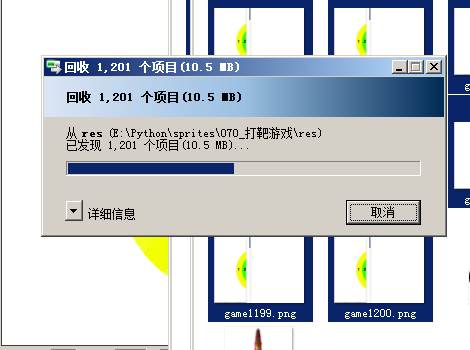 回收 1,201 个项目(10.5 MB)
回收 1,201 个项目(10.5 MB)
从 res (E:\Python\sprites\070_打靶游戏\res)
已发现 1,201 个项目(10.5 MB)...
详细信息
取消
game1199.png
game1200.png